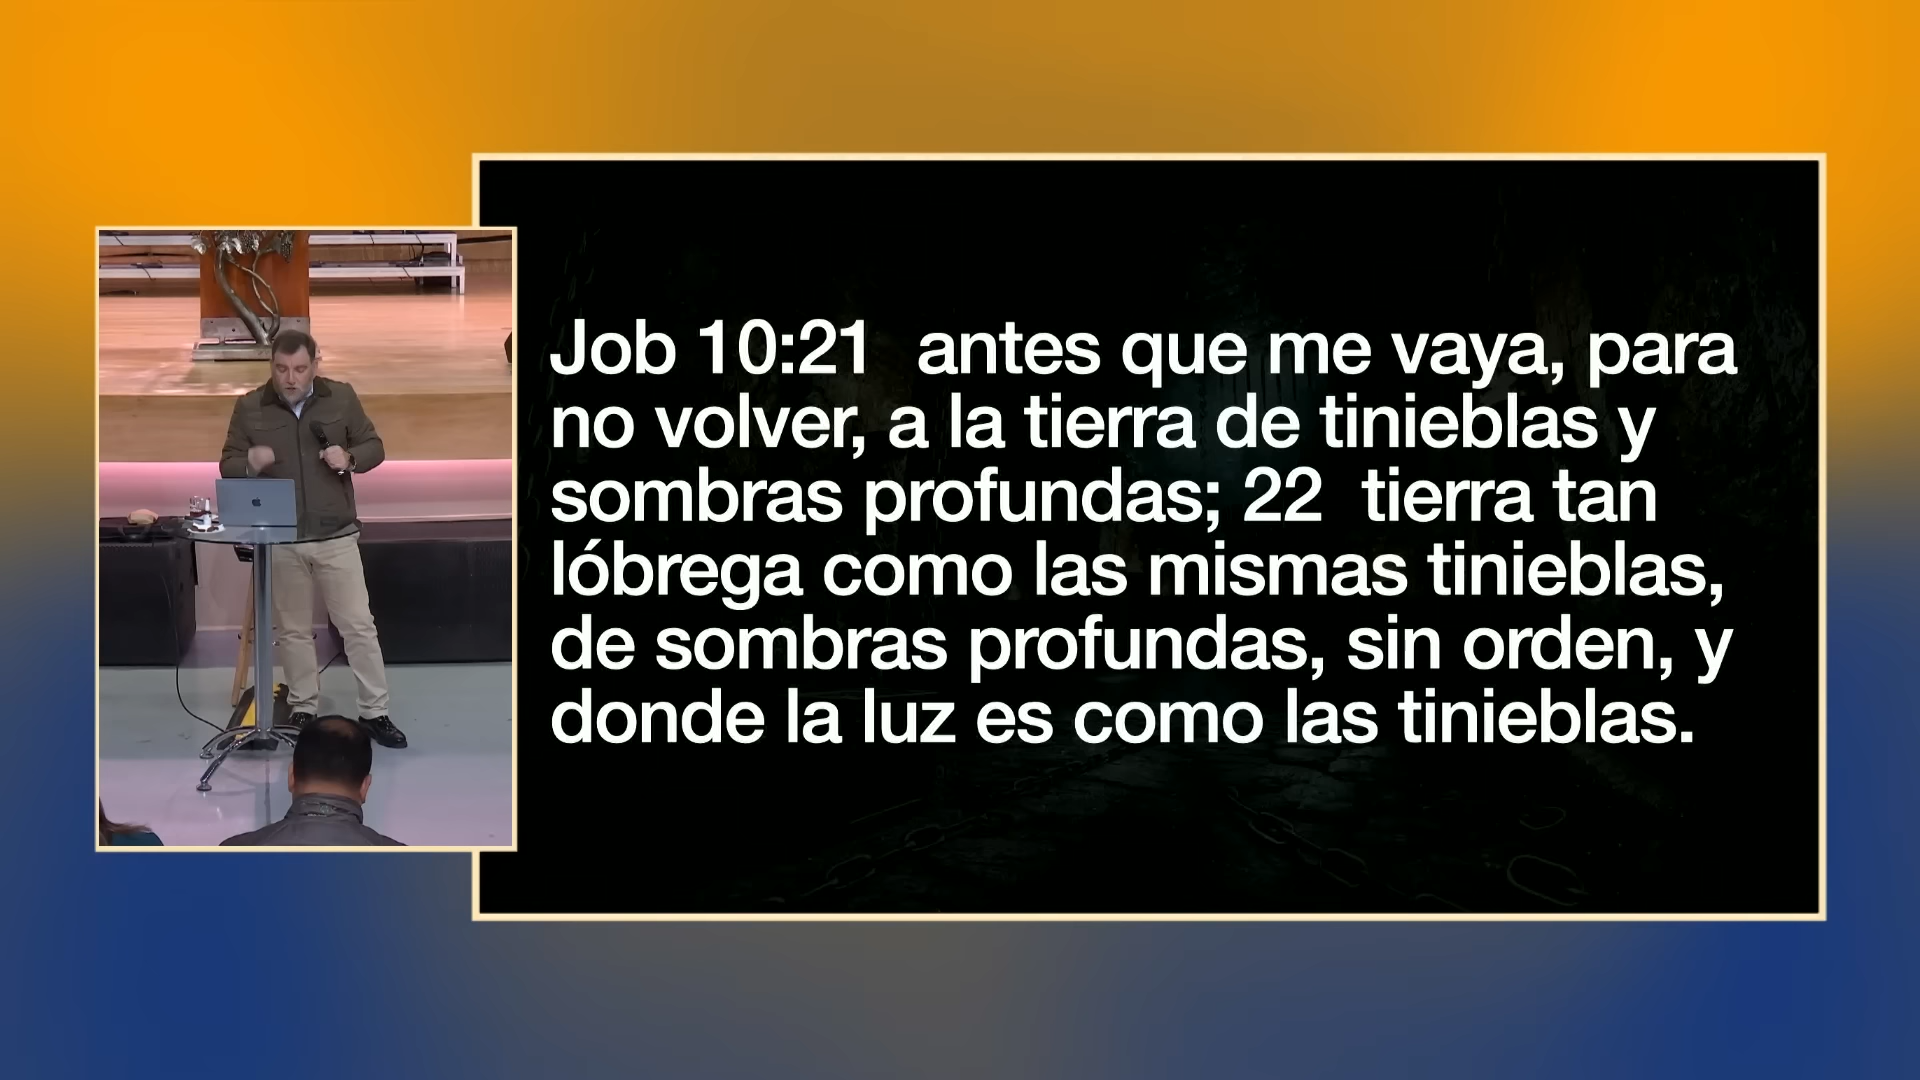 Job 10:21  antes que me vaya, para
no volver, a la tierra de tinieblas y
sombras profundas; 22  tierra tan
lóbrega como las mismas tinieblas,
de sombras profundas, sin orden, y
donde la luz es como las tinieblas.